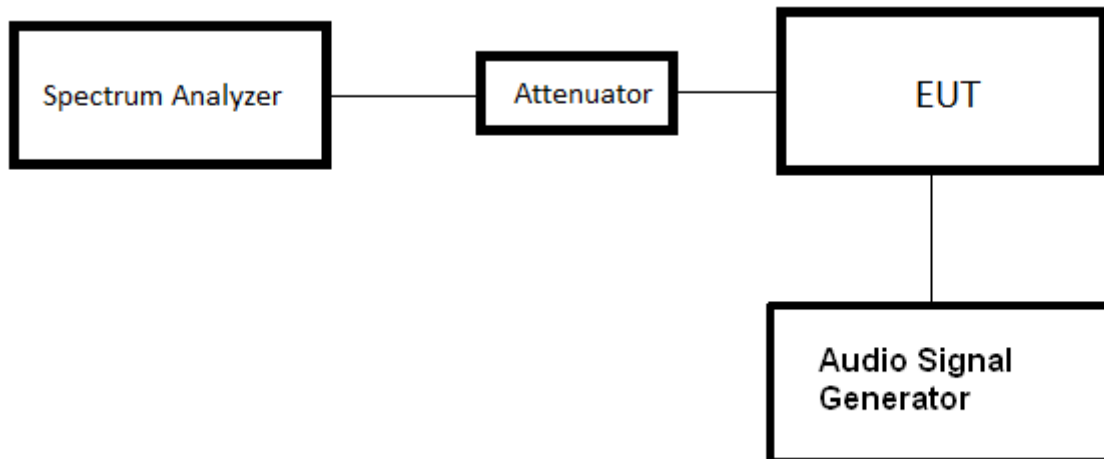 Spectrum Analyzer
Attenuator
EUT
Audio Signal
Generator